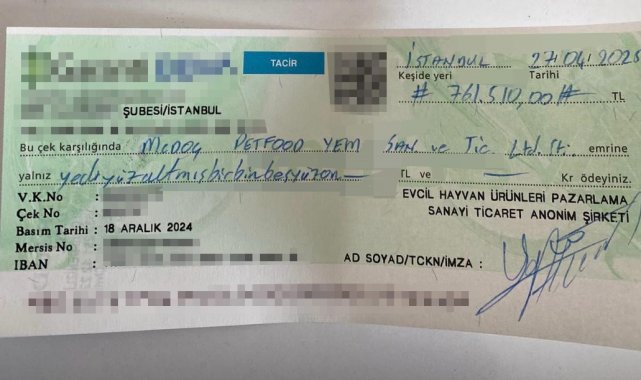 TACİR
İSTANBUL 27/04/2025
Keşide yeri Tarihi
# 761.510,00 # TL
ŞUBESİ/İSTANBUL
Bu çek karşılığında McDOG PETFOOD YEM SAN ve Tic. Ltd. Şti. emrine
yalnız yediyüzaltmışbirbinbeşyüzon — TL ve — Kr ödeyiniz.
V.K.No :
EVCİL HAYVAN ÜRÜNLERİ PAZARLAMA
Çek No :
SANAYİ TİCARET ANONİM ŞİRKETİ
Basım Tarihi : 18 ARALIK 2024
Mersis No :
IBAN :
AD SOYAD/TCKN/İMZA :